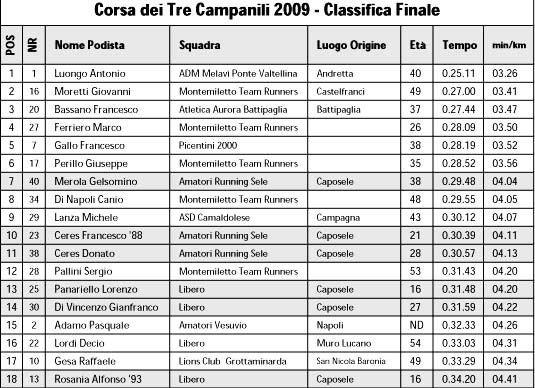 Corsa dei Tre Campanili 2009 - Classifica Finale
POS NR Nome Podista Squadra Luogo Origine Età Tempo min/km
1 1 Luongo Antonio ADM Melavi Ponte Valtellina Andretta 40 0.25.11 03.26
2 16 Moretti Giovanni Montemiletto Team Runners Castelfranci 49 0.27.00 03.41
3 20 Bassano Francesco Atletica Aurora Battipaglia Battipaglia 37 0.27.44 03.47
4 27 Ferriero Marco Montemiletto Team Runners 26 0.28.09 03.50
5 7 Gallo Francesco Picentini 2000 38 0.28.19 03.52
6 17 Perillo Giuseppe Montemiletto Team Runners 35 0.28.52 03.56
7 40 Merola Gelsomino Amatori Running Sele Caposele 38 0.29.48 04.04
8 34 Di Napoli Canio Montemiletto Team Runners 48 0.29.55 04.05
9 29 Lanza Michele ASD Camaldolese Campagna 43 0.30.12 04.07
10 23 Ceres Francesco '88 Amatori Running Sele Caposele 21 0.30.39 04.11
11 38 Ceres Donato Amatori Running Sele Caposele 28 0.30.57 04.13
12 28 Pallini Sergio Montemiletto Team Runners 53 0.31.43 04.20
13 25 Panariello Lorenzo Libero Caposele 16 0.31.48 04.20
14 30 Di Vincenzo Gianfranco Libero Caposele 27 0.31.59 04.22
15 2 Adamo Pasquale Amatori Vesuvio Napoli ND 0.32.33 04.26
16 22 Lordi Decio Libero Muro Lucano 54 0.33.03 04.31
17 10 Gesa Raffaele Lions Club Grottaminarda San Nicola Baronia 49 0.33.29 04.34
18 13 Rosania Alfonso '93 Libero Caposele 16 0.34.20 04.41